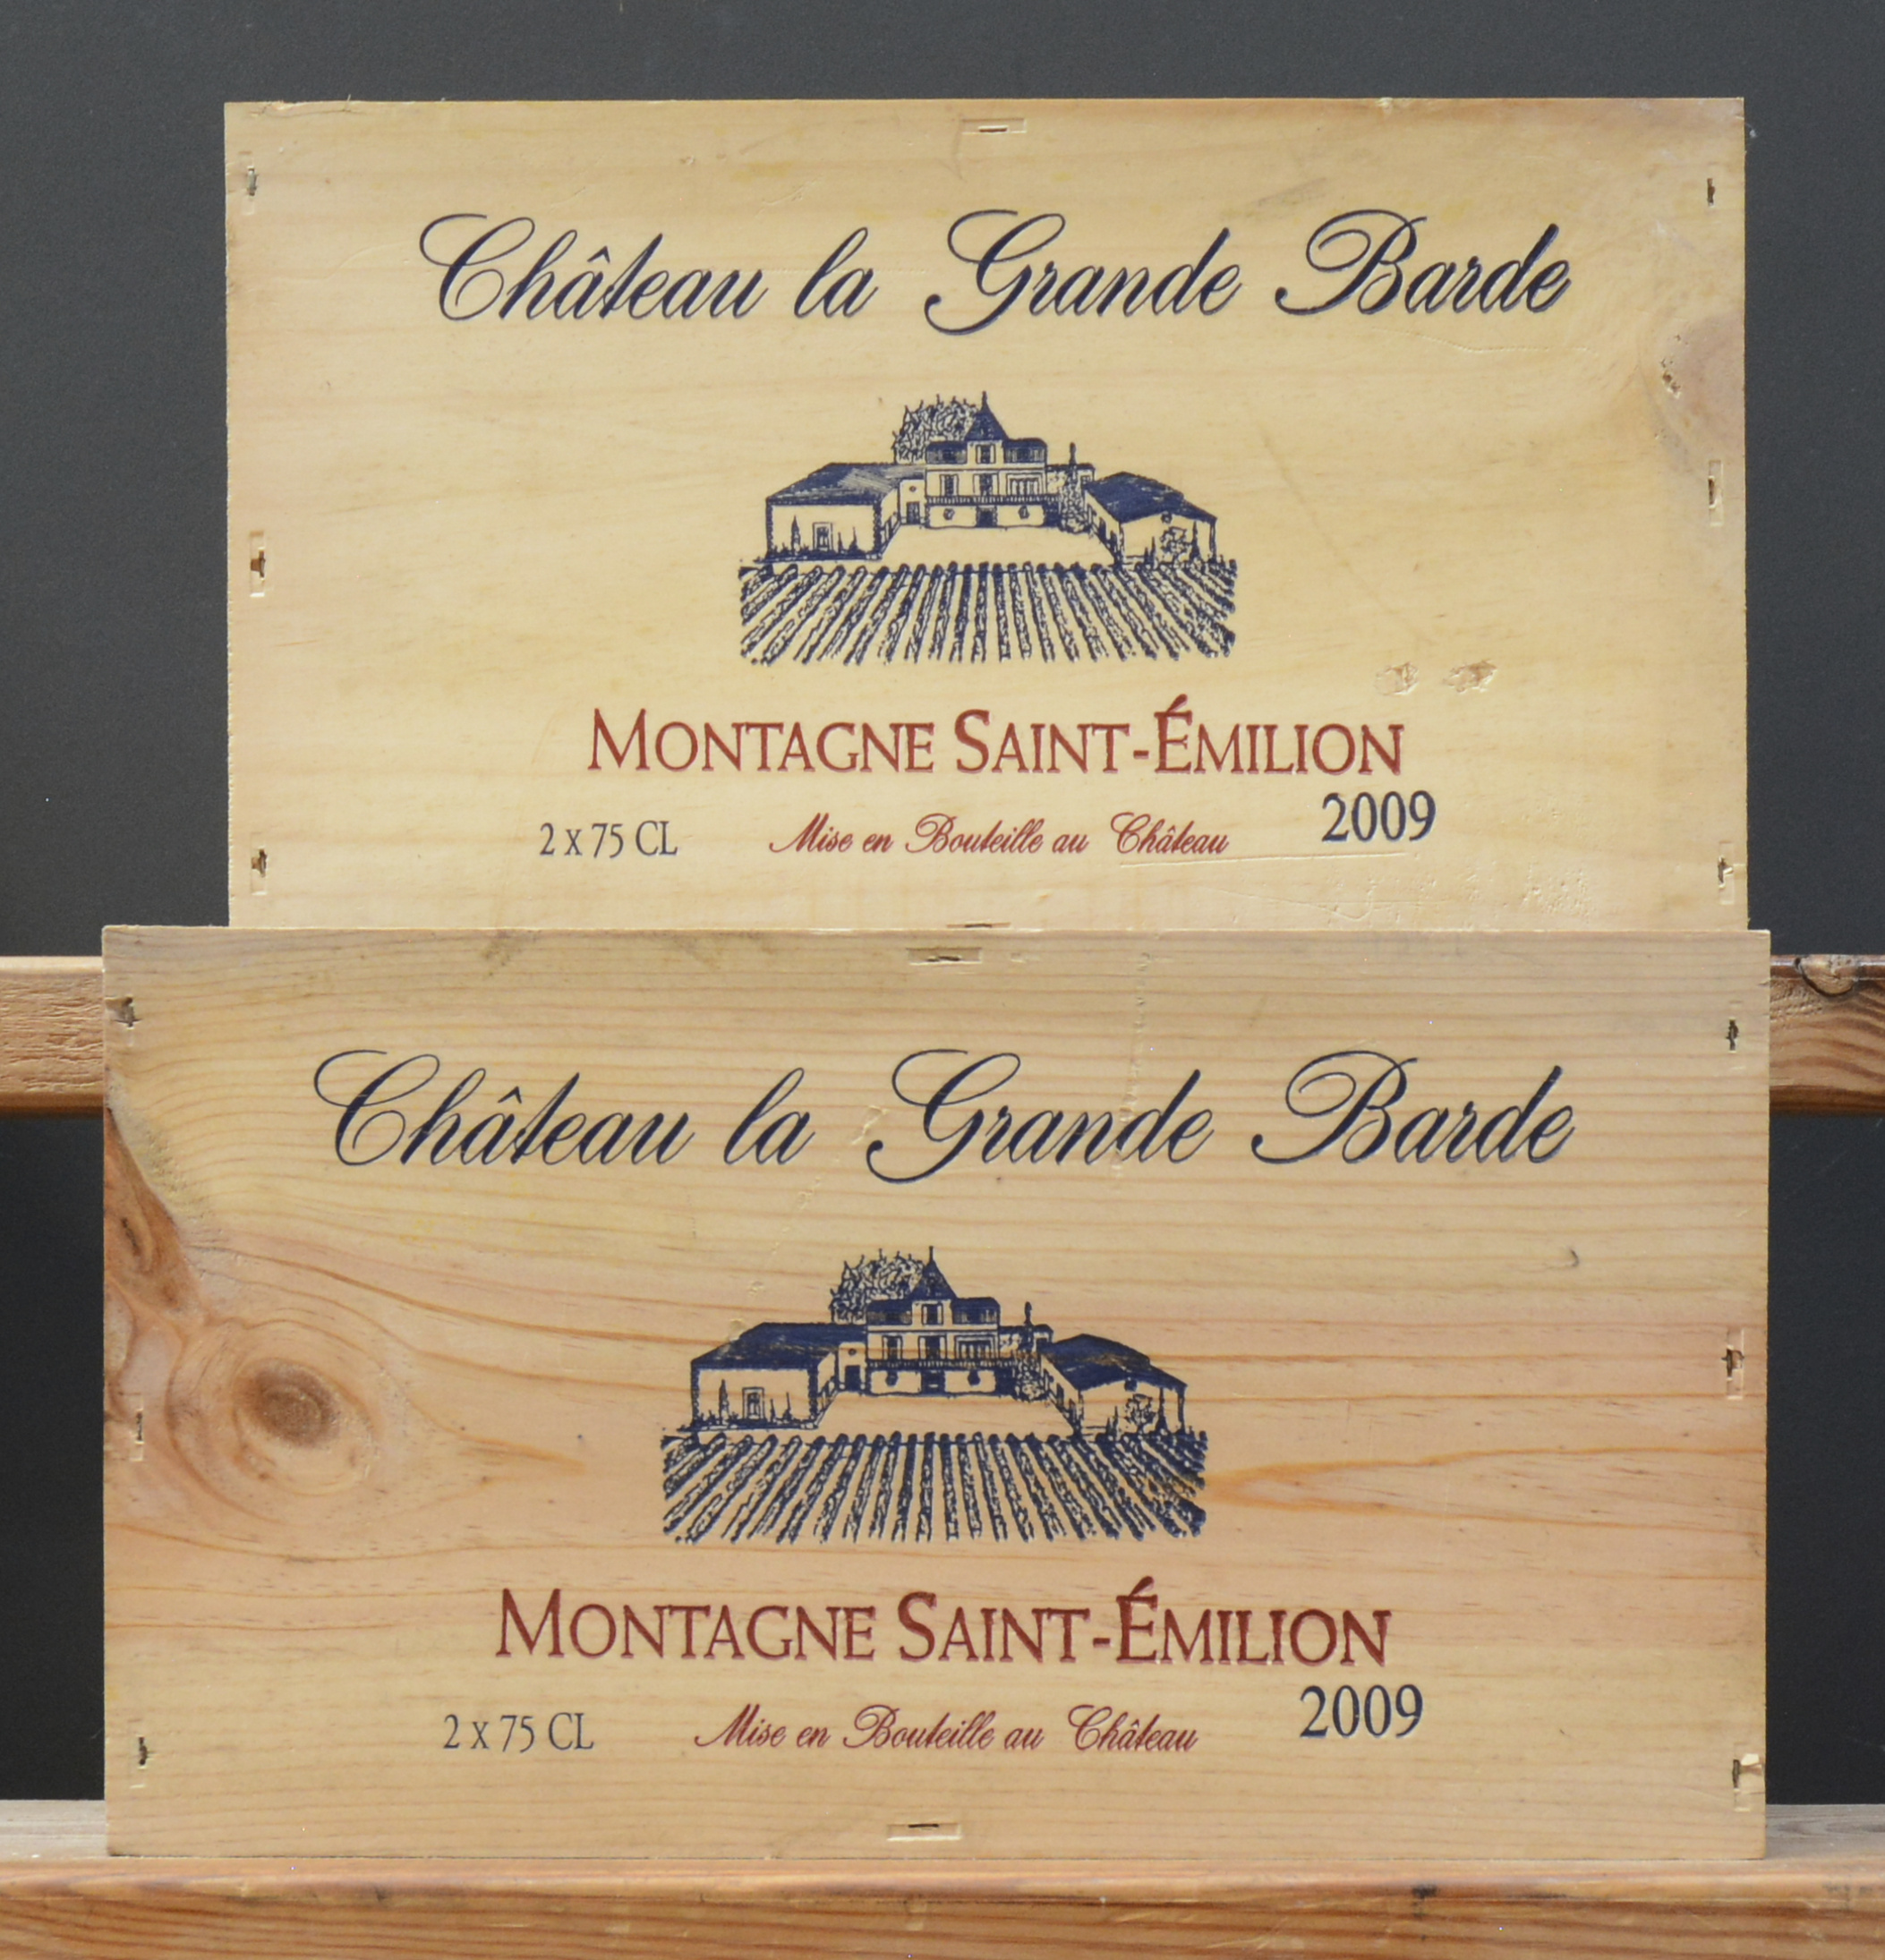 Château la Grande Barde
MONTAGNE SAINT-ÉMILION
2 x 75 CL Mise en Bouteille au Château 2009
Château la Grande Barde
MONTAGNE SAINT-ÉMILION
2 x 75 CL Mise en Bouteille au Château 2009